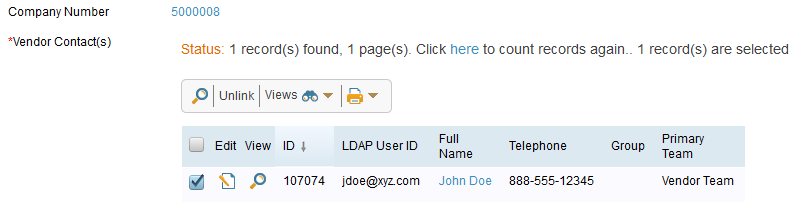 Company Number 5000008
*Vendor Contact(s)
Status: 1 record(s) found, 1 page(s). Click here to count records again.. 1 record(s) are selected
Unlink Views
Edit View ID ↓ LDAP User ID Full Name Telephone Group Primary Team
107074 jdoe@xyz.com John Doe 888-555-12345 Vendor Team